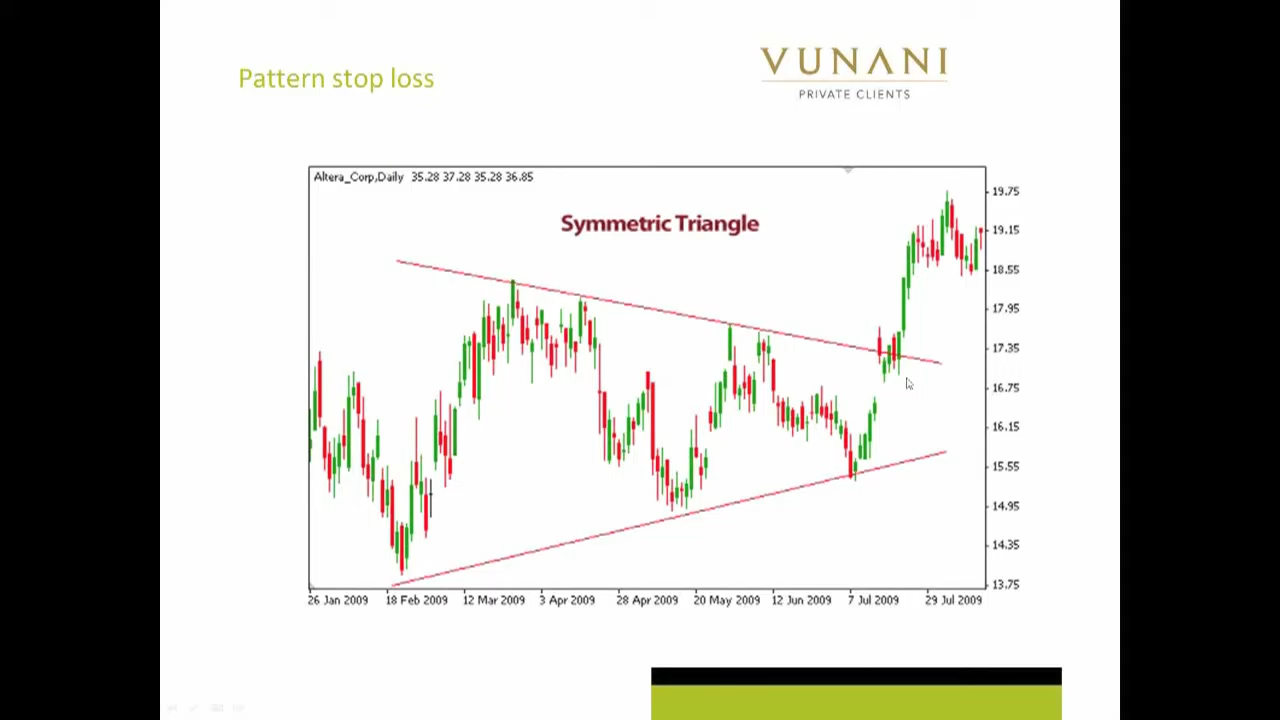 Pattern stop loss
VUNANI
PRIVATE CLIENTS
Altera_Corp,Daily 35.28 37.28 35.28 36.85
Symmetric Triangle
19.75
19.15
18.55
17.95
17.35
16.75
16.15
15.55
14.95
14.35
13.75
26 Jan 2009 18 Feb 2009 12 Mar 2009 3 Apr 2009 28 Apr 2009 20 May 2009 12 Jun 2009 7 Jul 2009 29 Jul 2009